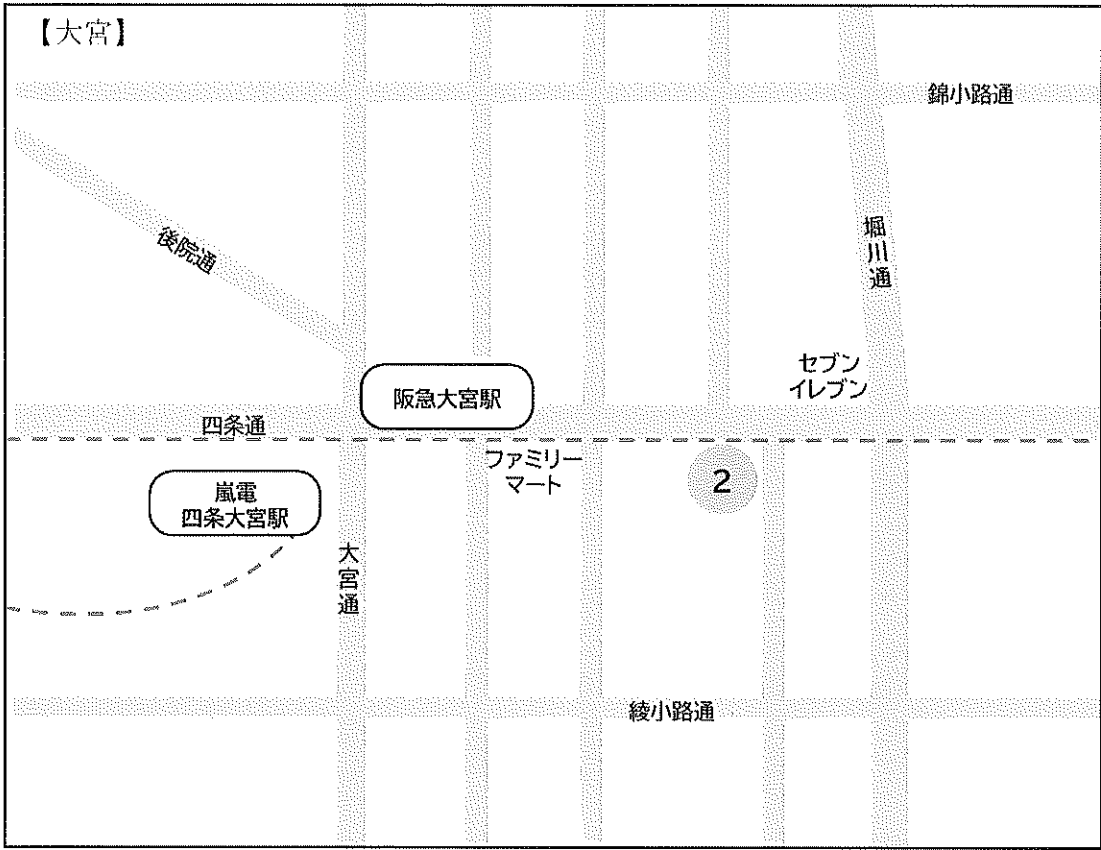 【大宮】
錦小路通
後院通
堀川通
セブン
イレブン
阪急大宮駅
四条通
ファミリー
マート
2
嵐電
四条大宮駅
大宮通
綾小路通